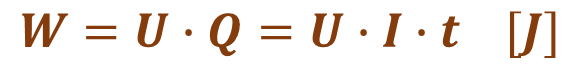 W = U · Q = U · I · t [J]